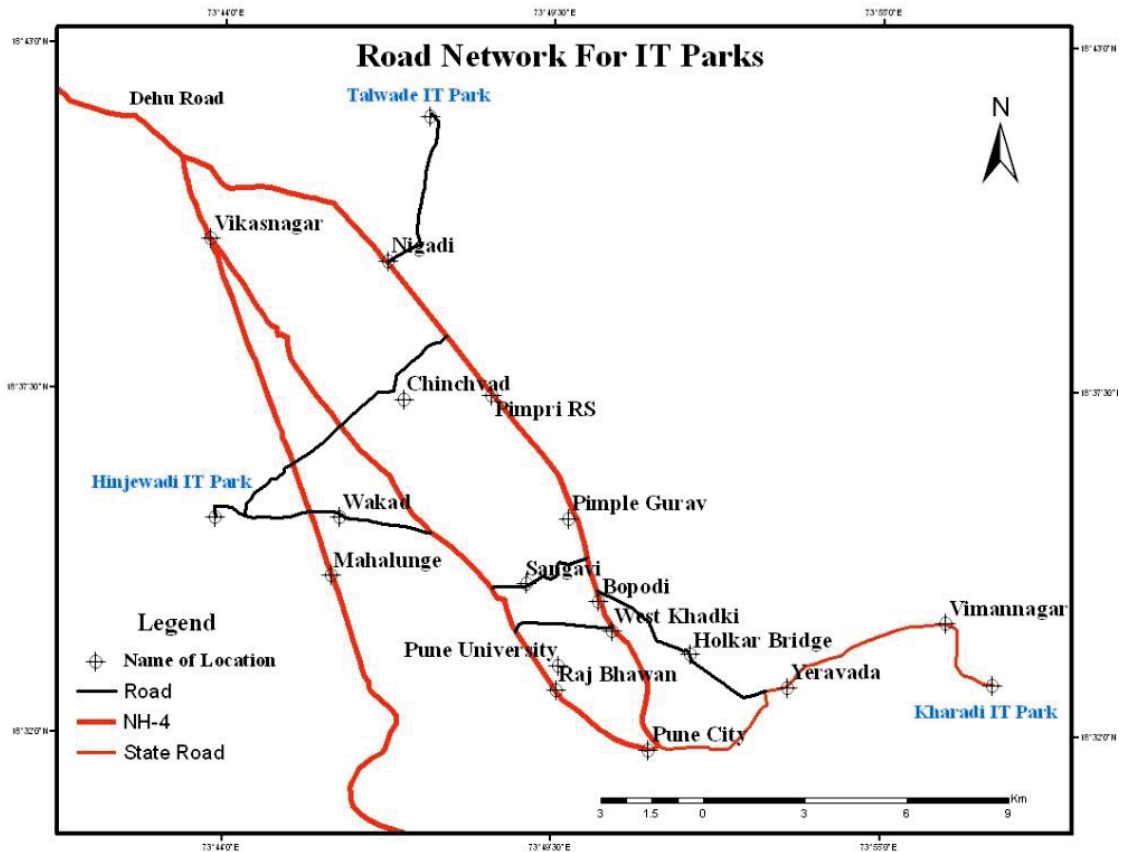 73°44'0"E 73°49'30"E 73°55'0"E
18°43'0"N 18°43'0"N
Road Network For IT Parks
Dehu Road
Talwade IT Park
N
Vikasnagar
Nigadi
18°37'30"N 18°37'30"N
Chinchvad
Pimpri RS
Hinjewadi IT Park
Wakad
Pimple Gurav
Mahalunge
Sangavi
Bopodi
West Khadki
Vimannagar
Legend
Holkar Bridge
Pune University
Name of Location
Raj Bhawan
Yeravada
Road
Kharadi IT Park
NH-4
Pune City
18°32'0"N 18°32'0"N
State Road
Km
3 1.5 0 3 6 9
73°44'0"E 73°49'30"E 73°55'0"E